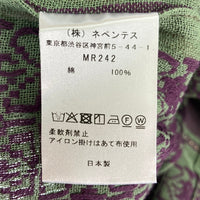 (株) ネペンテス
東京都渋谷区神宮前5-44-1
MR242
綿 100%
柔軟剤禁止
アイロン掛けはあて布使用
日本製